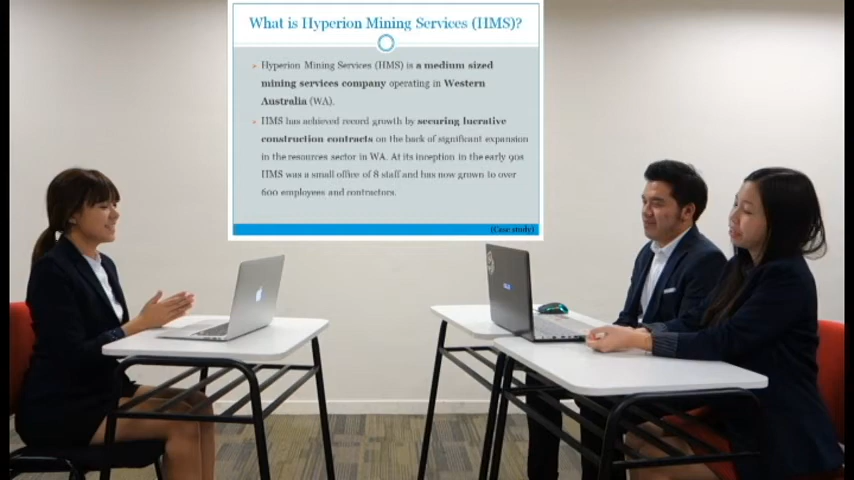 What is Hyperion Mining Services (HMS)?
Hyperion Mining Services (HMS) is a medium sized
mining services company operating in Western
Australia (WA).
HMS has achieved record growth by securing lucrative
construction contracts on the back of significant expansion
in the resources sector in WA. At its inception in the early 90s
HMS was a small office of 8 staff and has now grown to over
600 employees and contractors.
(Case study)